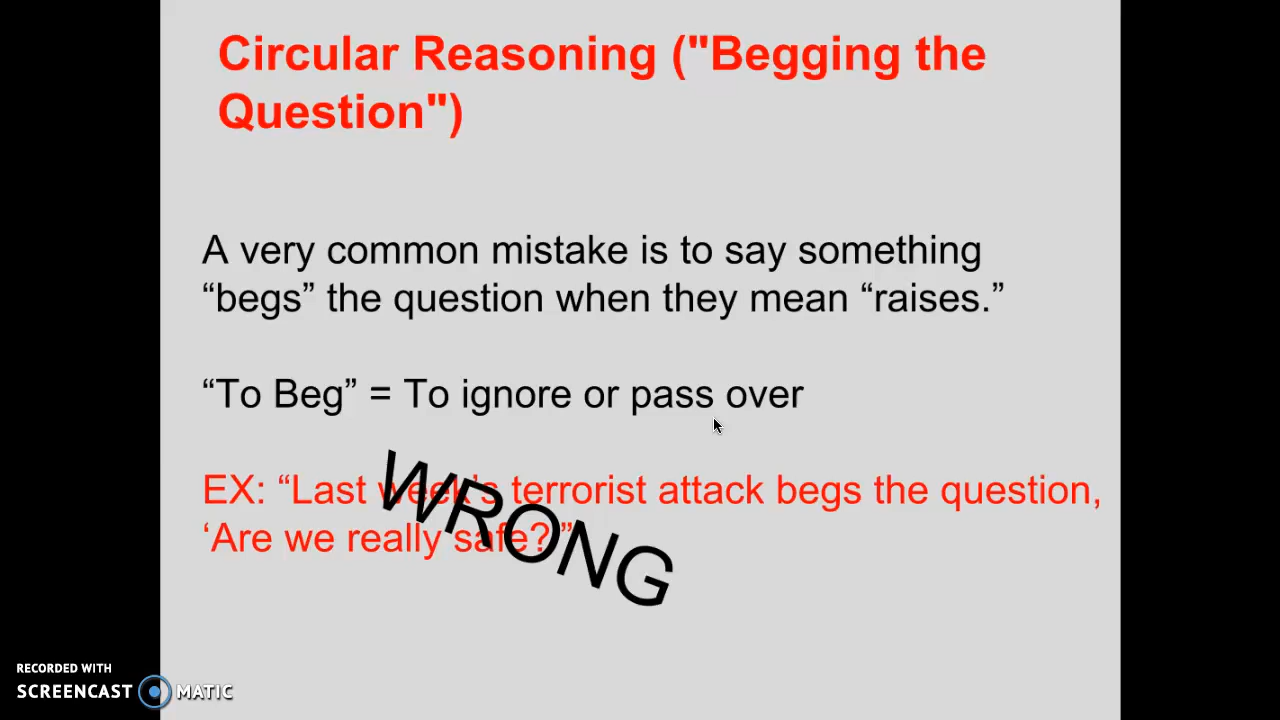 Circular Reasoning ("Begging the
Question")
A very common mistake is to say something
“begs” the question when they mean “raises.”
“To Beg” = To ignore or pass over
EX: “Last week’s terrorist attack begs the question,
‘Are we really safe?’”
WRONG
RECORDED WITH
SCREENCAST MATIC